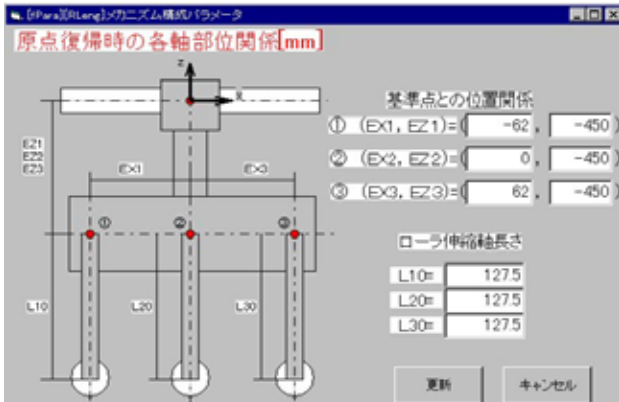 [rPara][RLeng]メカニズム構成パラメータ
原点復帰時の各軸部位関係[mm]
Z
X
基準点との位置関係
① (EX1, EZ1)=( -62 , -450 )
② (EX2, EZ2)=( 0 , -450 )
③ (EX3, EZ3)=( 62 , -450 )
EZ1
EZ2
EZ3
EX1
EX3
① ② ③
ローラ伸縮軸長さ
L10= 127.5
L20= 127.5
L30= 127.5
L10
L20
L30
更新
キャンセル